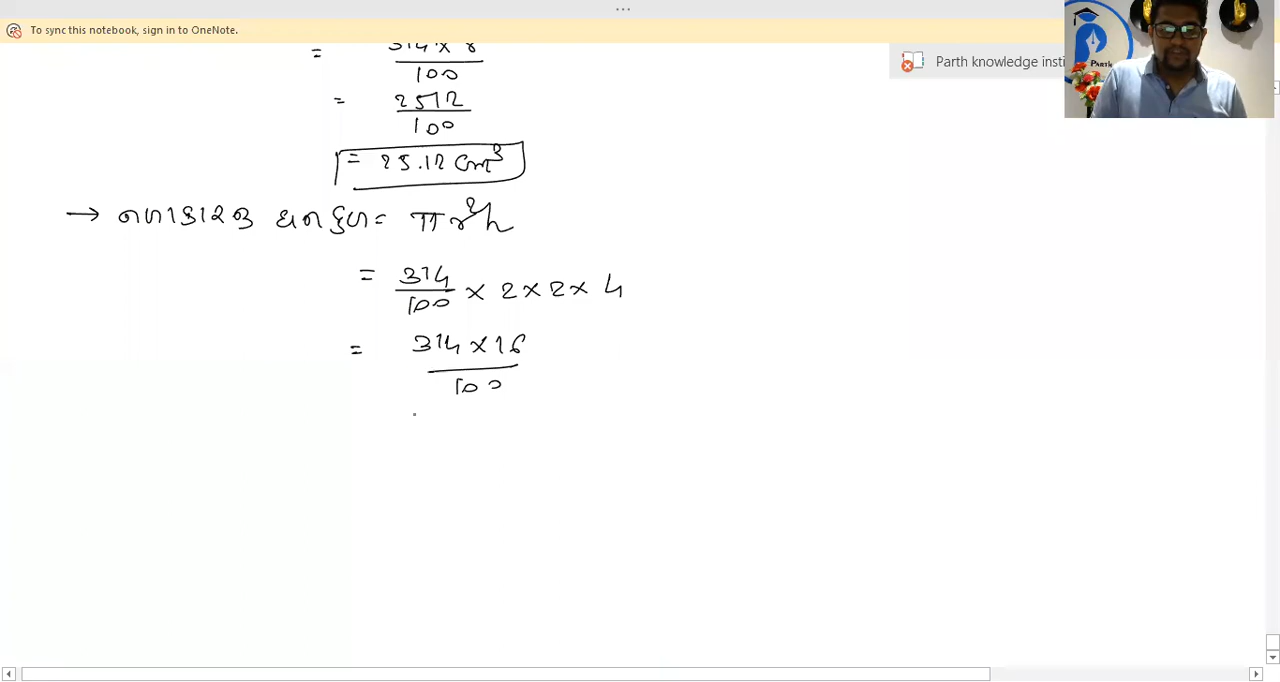 To sync this notebook, sign in to OneNote.
Parth knowledge insti
= 314 × 8
100
= 2512
100
= 25.12 cm³
→ નળાકારનું ઘનફળ = πr²h
= 314/100 × 2 × 2 × 4
= 314 × 16
100